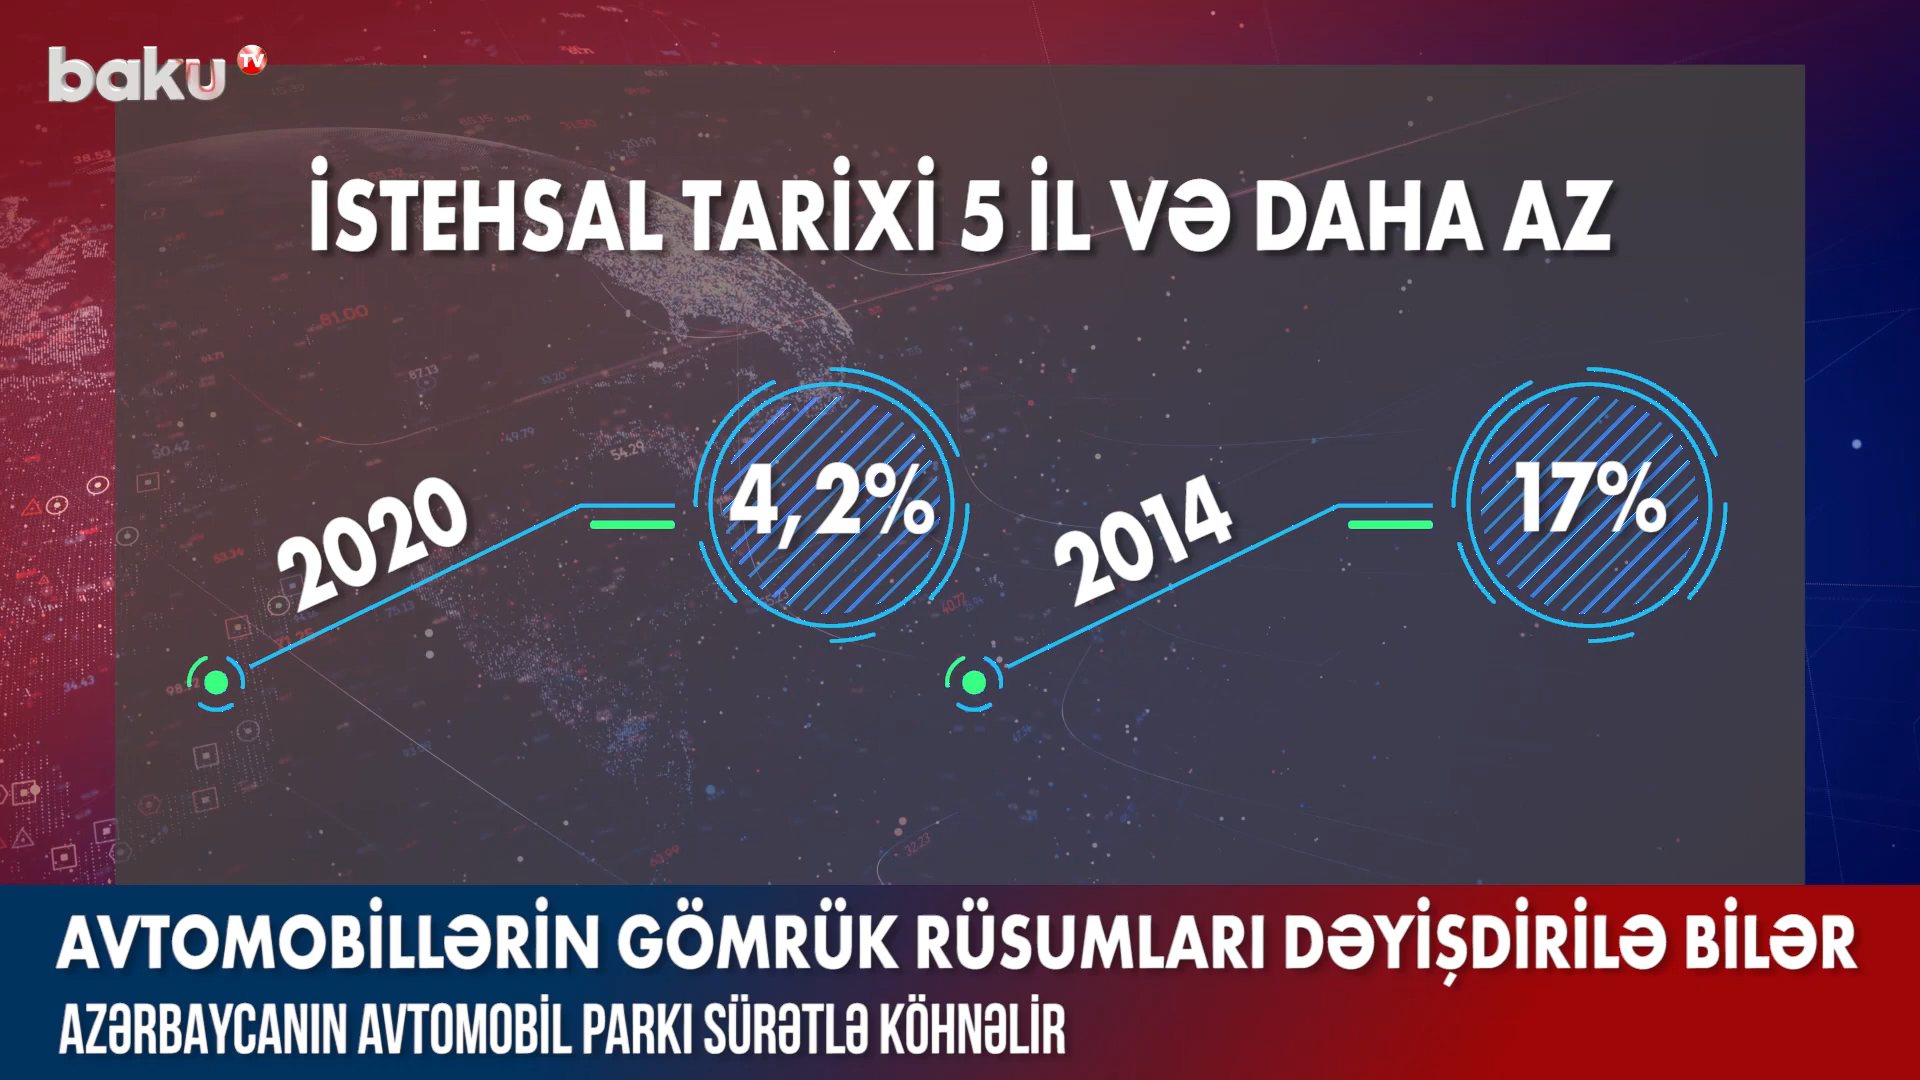 baku TV
İSTEHSAL TARİXİ 5 İL VƏ DAHA AZ
2020
4,2%
2014
17%
AVTOMOBİLLƏRİN GÖMRÜK RÜSUMLARI DƏYİŞDİRİLƏ BİLƏR
AZƏRBAYCANIN AVTOMOBİL PARKI SÜRƏTLƏ KÖHNƏLİR